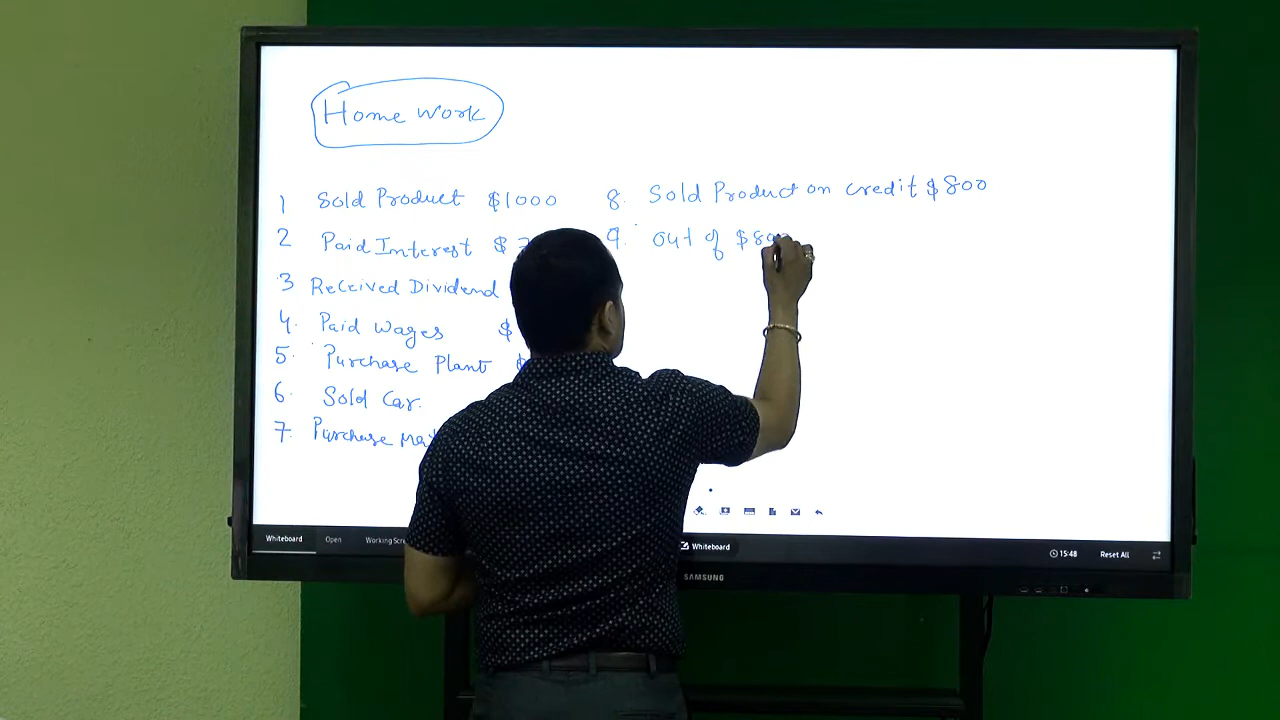 Home Work
1 Sold Product $1000
2 Paid Interest $
3 Received Dividend
4. Paid wages $
5. Purchase Plant $
6. Sold Car.
7. Purchase
8. Sold Product on credit $800
9. out of
Whiteboard Open Working
Whiteboard
15:48 Reset All
SAMSUNG